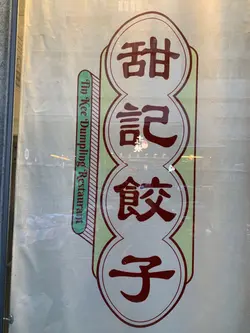 甜記餃子
Tim Kee Dumpling Restaurant